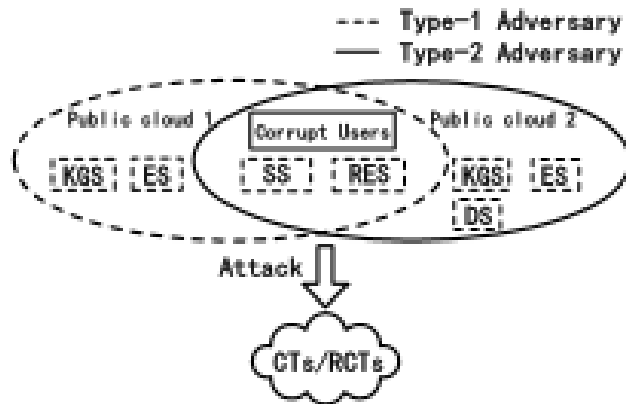 Type-1 Adversary
Type-2 Adversary
Public cloud 1
Corrupt Users
Public cloud 2
KGS ES SS RES KGS ES
DS
Attack
CTs/RCTs